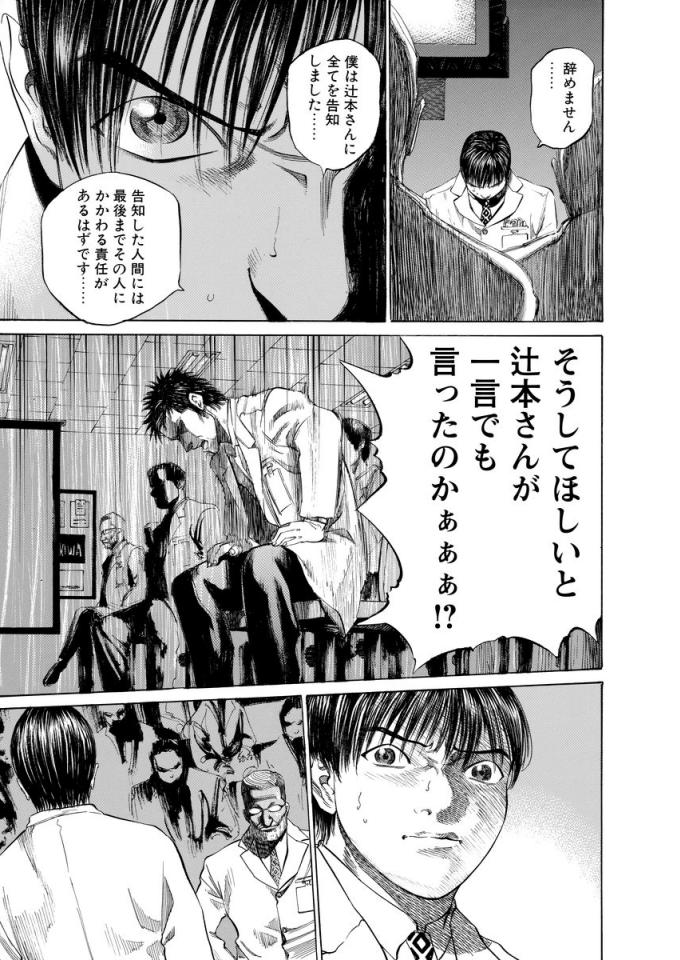 辞めません
……
僕は辻本さんに
全てを告知
しました……
告知した人間には
最後までその人に
かかわる責任が
あるはずです……
そうしてほしいと
辻本さんが
一言でも
言ったのかぁぁぁ!?